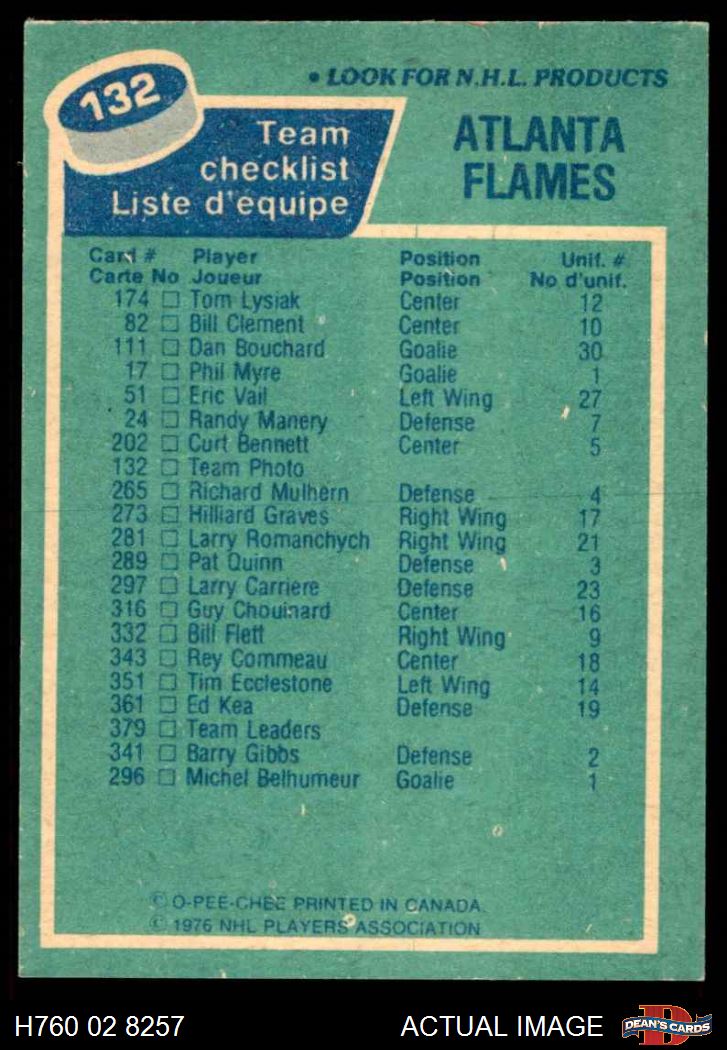 132
• LOOK FOR N.H.L. PRODUCTS
Team
checklist
Liste d'équipe
ATLANTA
FLAMES
Card # Player Position Unif. #
Carte No Joueur Position No d'unif.
174 □ Tom Lysiak Center 12
82 □ Bill Clement Center 10
111 □ Dan Bouchard Goalie 30
17 □ Phil Myre Goalie 1
51 □ Eric Vail Left Wing 27
24 □ Randy Manery Defense 7
202 □ Curt Bennett Center 5
132 □ Team Photo
265 □ Richard Mulhern Defense 4
273 □ Hilliard Graves Right Wing 17
281 □ Larry Romanchych Right Wing 21
289 □ Pat Quinn Defense 3
297 □ Larry Carriere Defense 23
316 □ Guy Chouinard Center 16
332 □ Bill Flett Right Wing 9
343 □ Rey Commeau Center 18
351 □ Tim Ecclestone Left Wing 14
361 □ Ed Kea Defense 19
379 □ Team Leaders
341 □ Barry Gibbs Defense 2
296 □ Michel Belhumeur Goalie 1
© O-PEE-CHEE PRINTED IN CANADA.
© 1976 NHL PLAYERS ASSOCIATION
H760 02 8257 ACTUAL IMAGE
D
DEAN'S CARDS